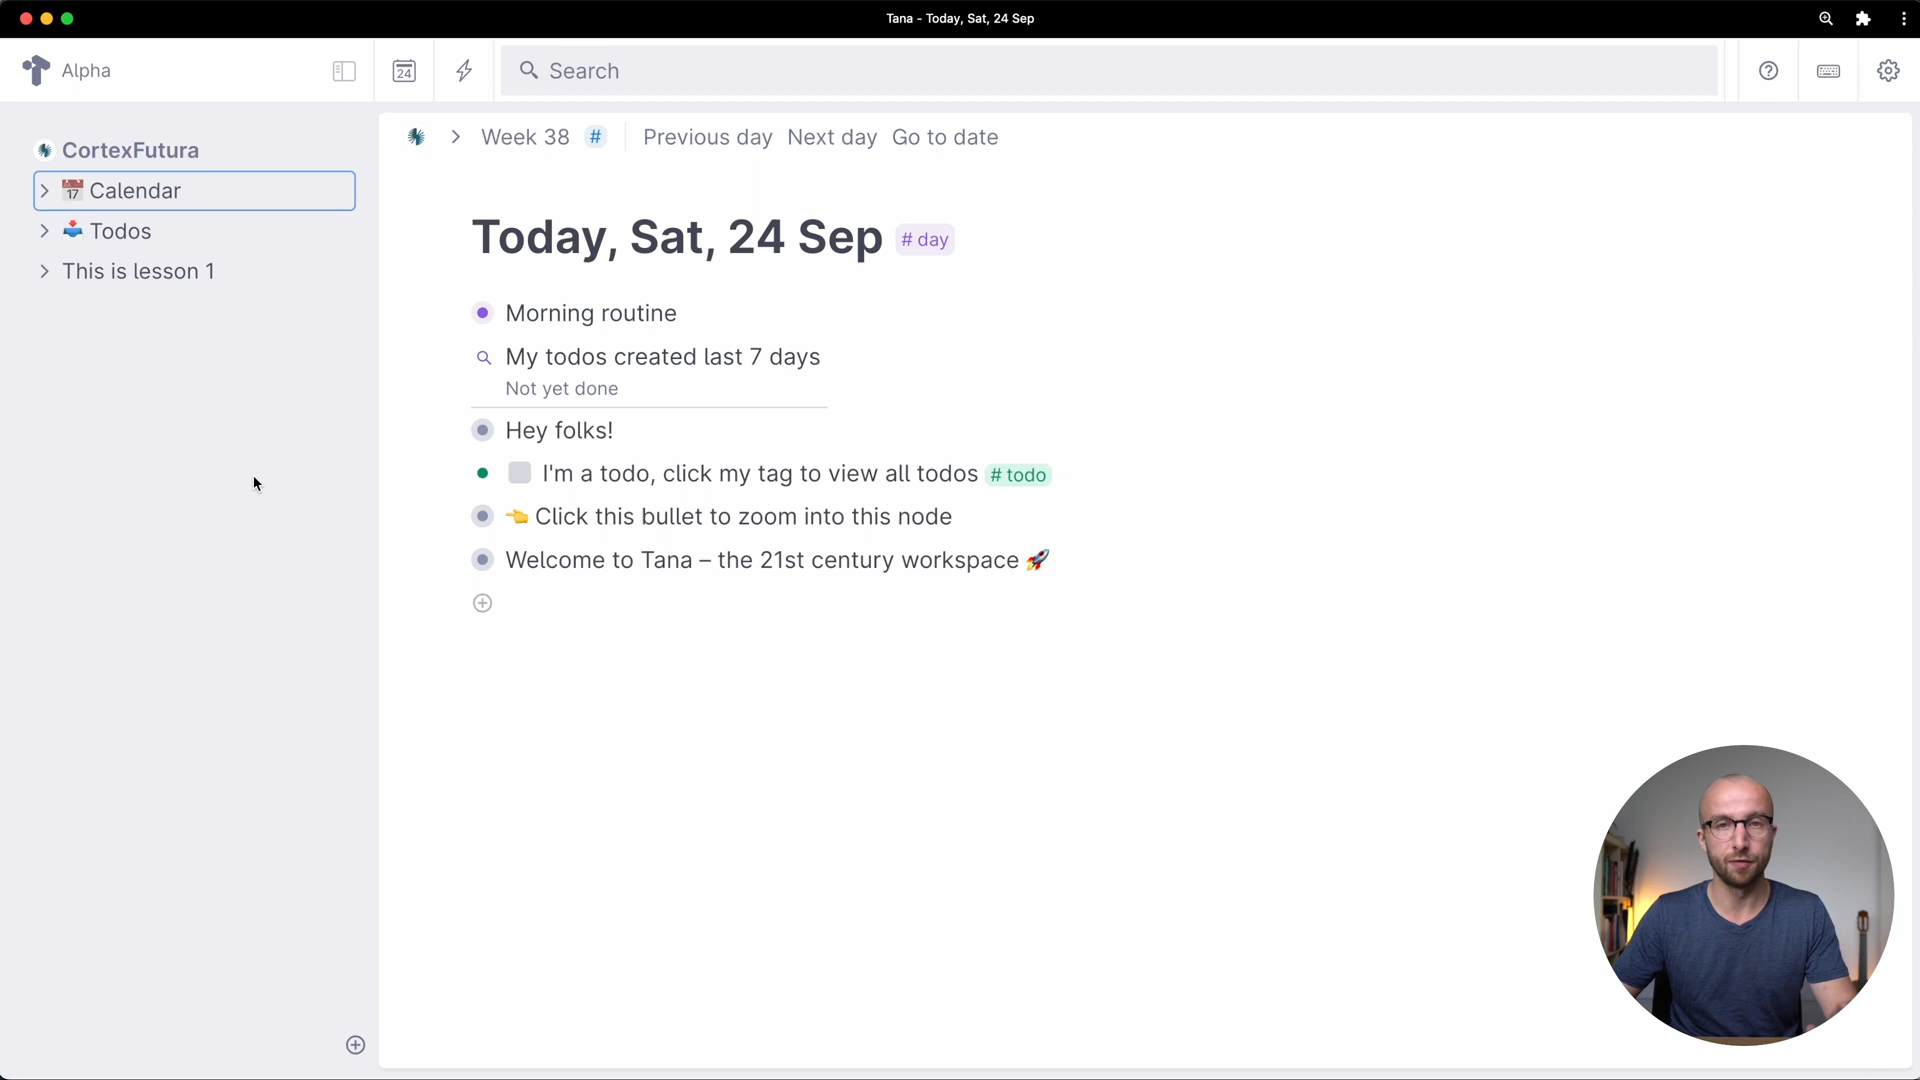 Tana - Today, Sat, 24 Sep
Alpha
24
Search
CortexFutura
17 Calendar
Todos
This is lesson 1
Week 38 # Previous day Next day Go to date
Today, Sat, 24 Sep # day
Morning routine
My todos created last 7 days
Not yet done
Hey folks!
I'm a todo, click my tag to view all todos # todo
👈 Click this bullet to zoom into this node
Welcome to Tana – the 21st century workspace 🚀